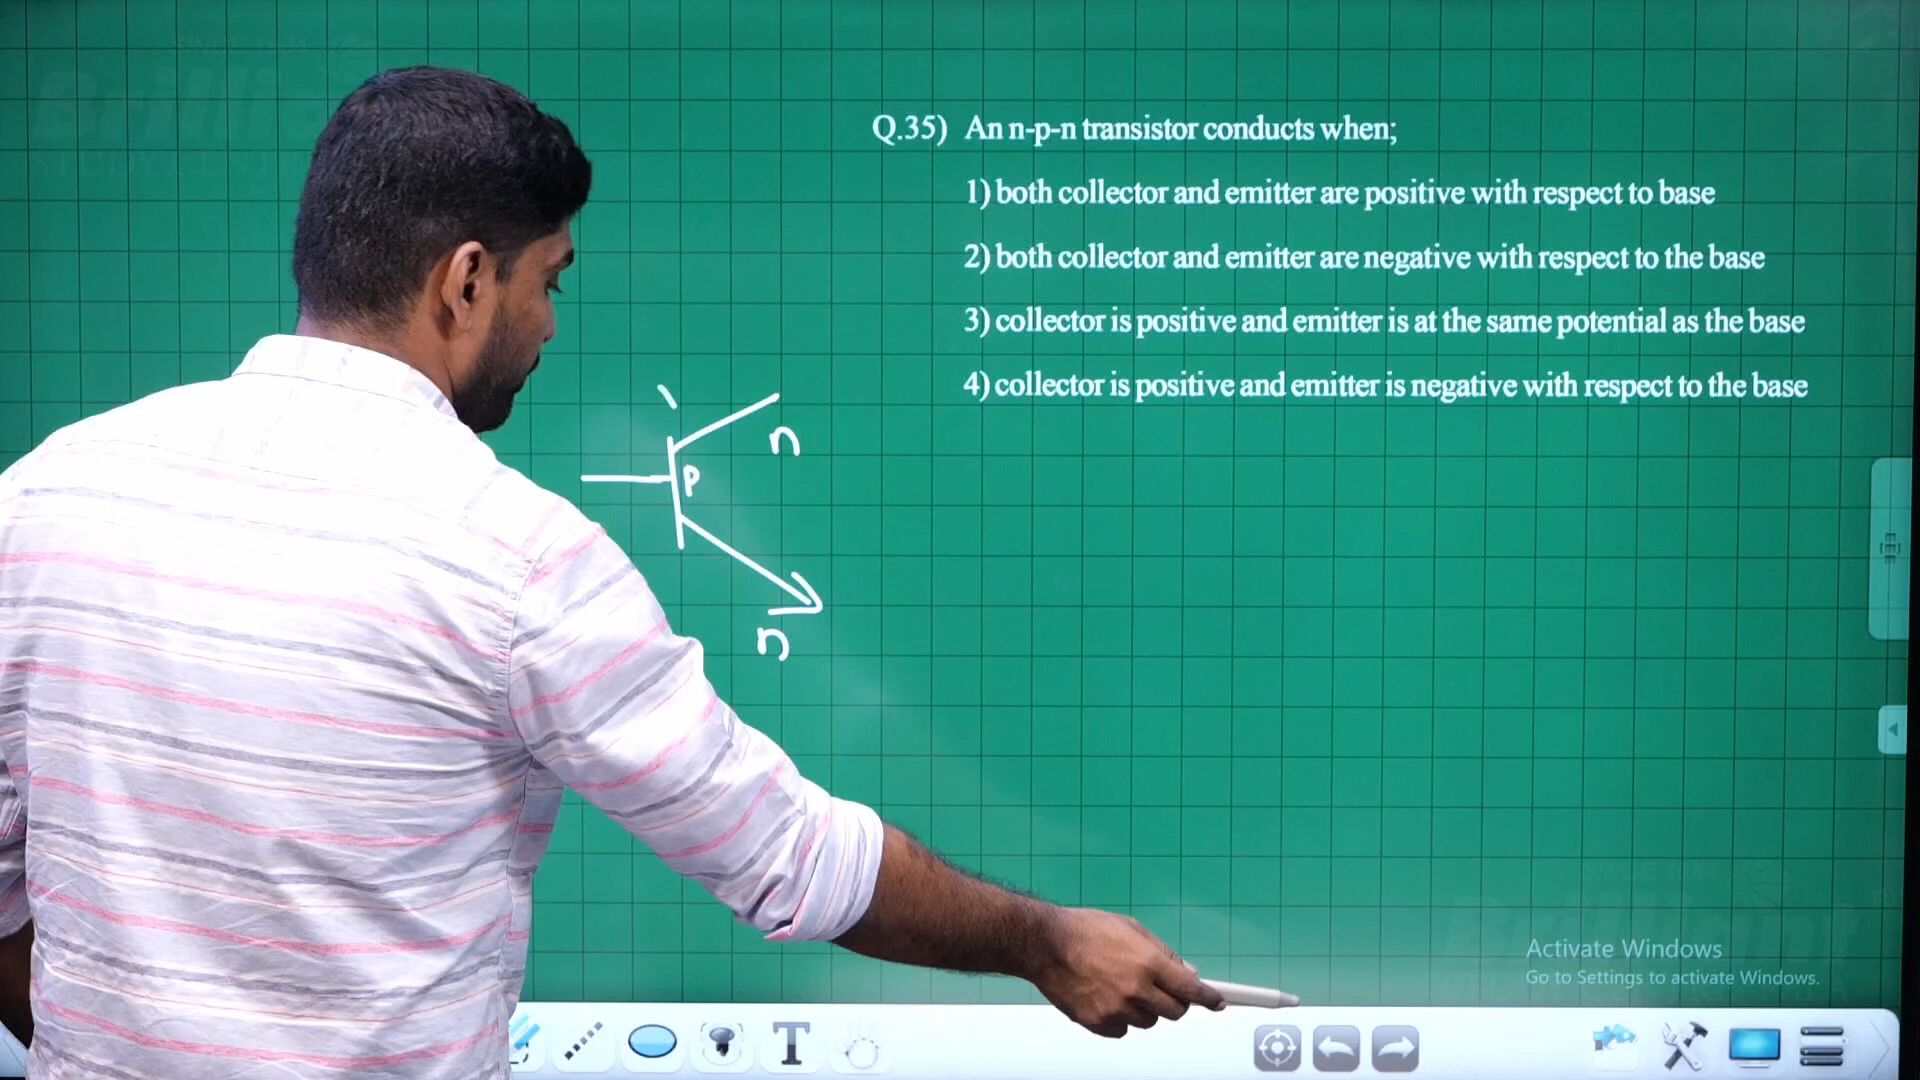 Brilli
STUDY CENTR
Q.35) An n-p-n transistor conducts when;
1) both collector and emitter are positive with respect to base
2) both collector and emitter are negative with respect to the base
3) collector is positive and emitter is at the same potential as the base
4) collector is positive and emitter is negative with respect to the base
n
p
n
Activate Windows
Go to Settings to activate Windows.
T